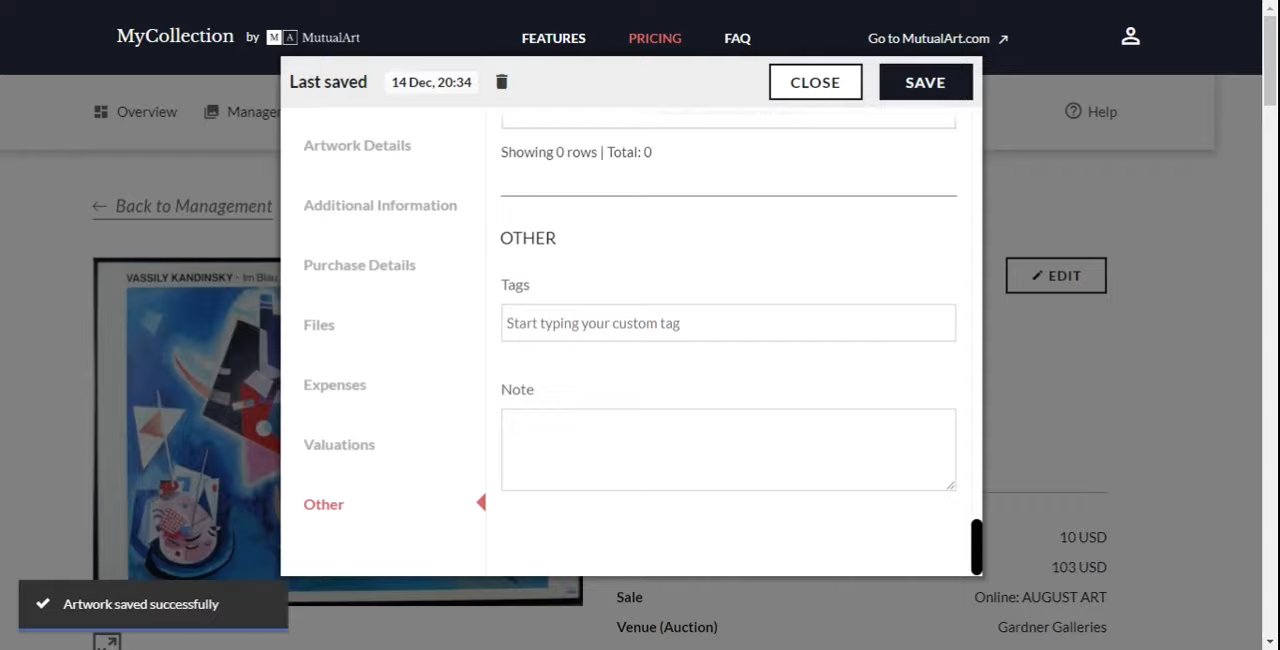 MyCollection by M A MutualArt
FEATURES
PRICING
FAQ
Go to MutualArt.com
Last saved
14 Dec, 20:34
CLOSE
SAVE
Overview
Help
← Back to Management
Artwork Details
Additional Information
Purchase Details
Files
Expenses
Valuations
Other
Showing 0 rows | Total: 0
OTHER
Tags
Start typing your custom tag
Note
VASSILY KANDINSKY - Im Blau
EDIT
10 USD
103 USD
Sale
Online: AUGUST ART
Venue (Auction)
Gardner Galleries
Artwork saved successfully